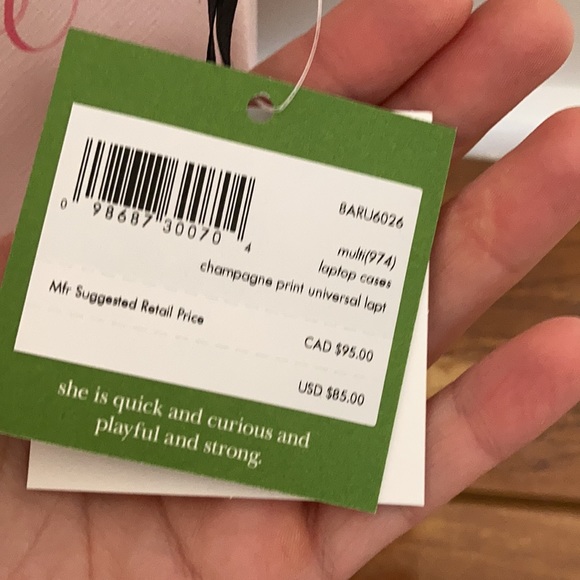 8ARU6026
0 98687 30070 4
multi(974)
laptop cases
champagne print universal lapt
Mfr Suggested Retail Price
CAD $95.00
USD $85.00
she is quick and curious and
playful and strong.